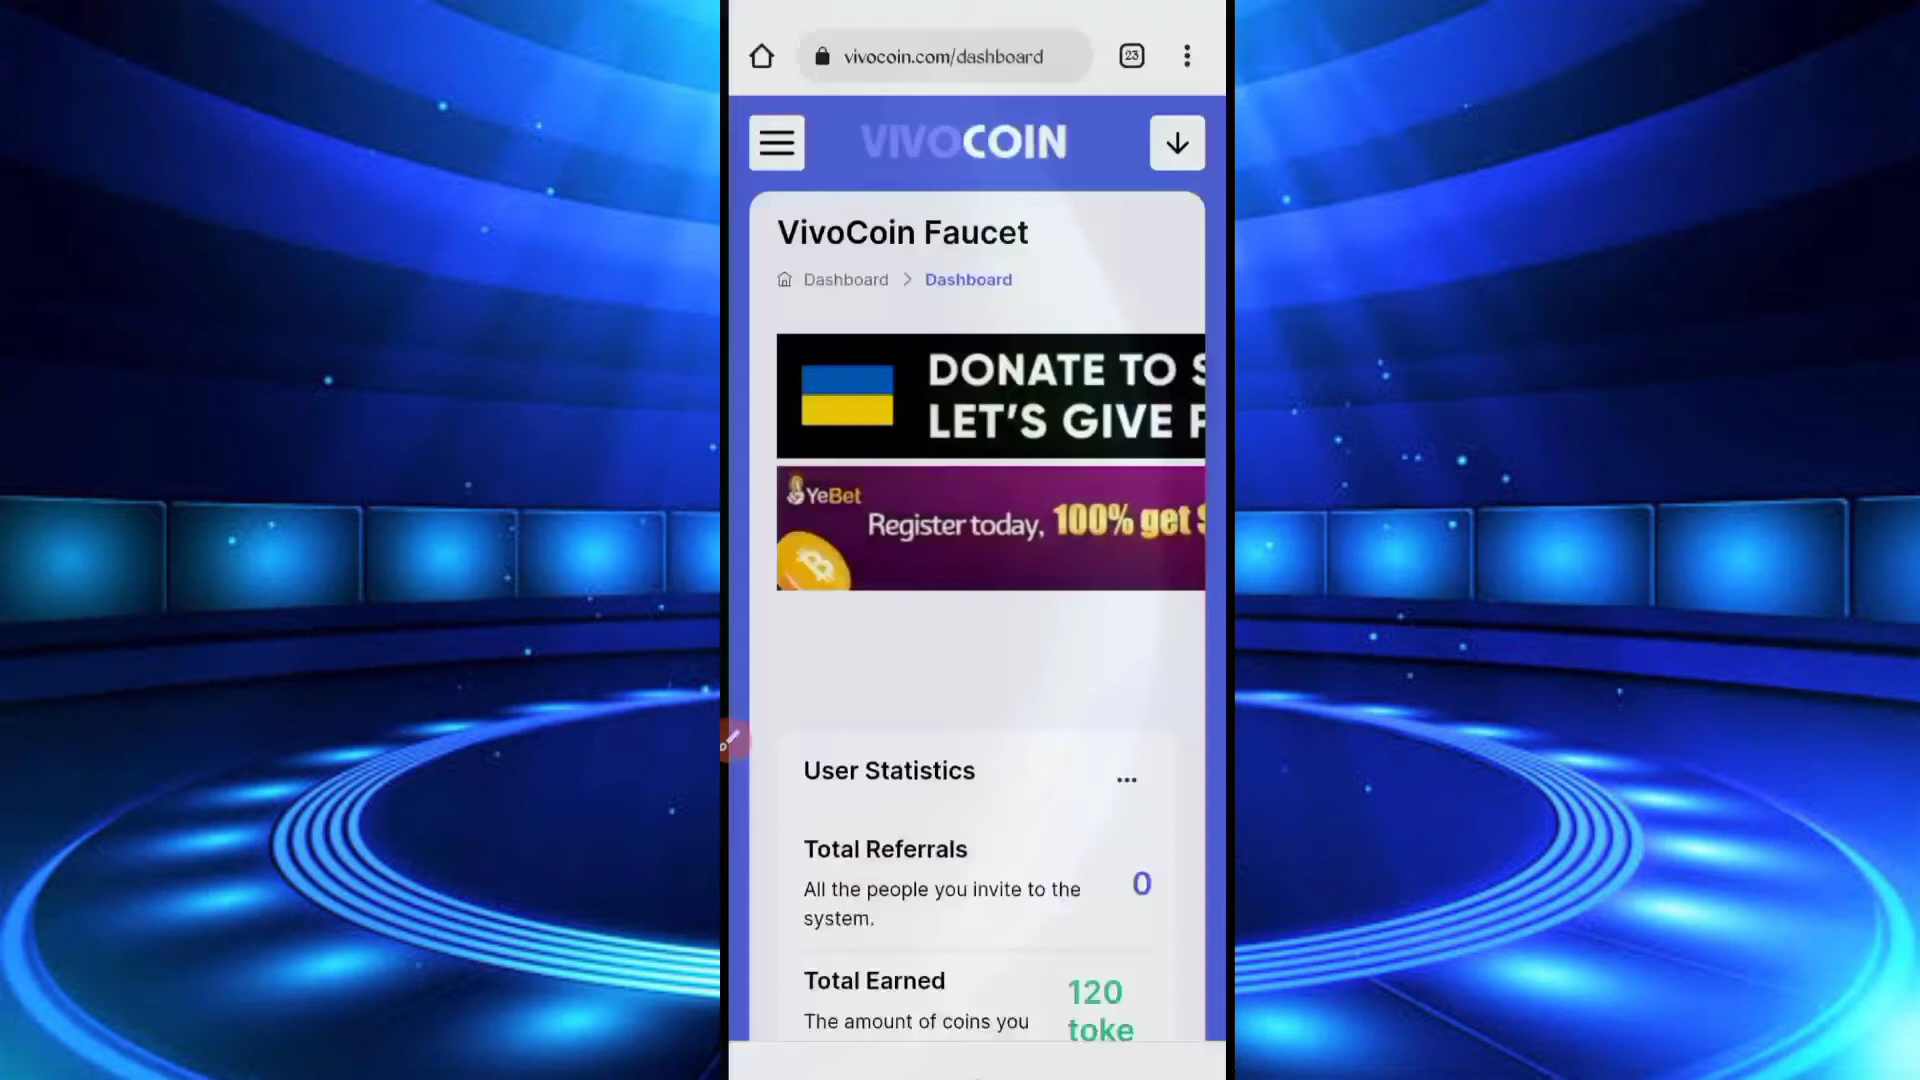 vivocoin.com/dashboard
23
VIVOCOIN
VivoCoin Faucet
Dashboard
Dashboard
DONATE TO
LET'S GIVE
YeBet
Register today, 100% get
User Statistics
...
Total Referrals
All the people you invite to the
system.
0
Total Earned
The amount of coins you
120
toke